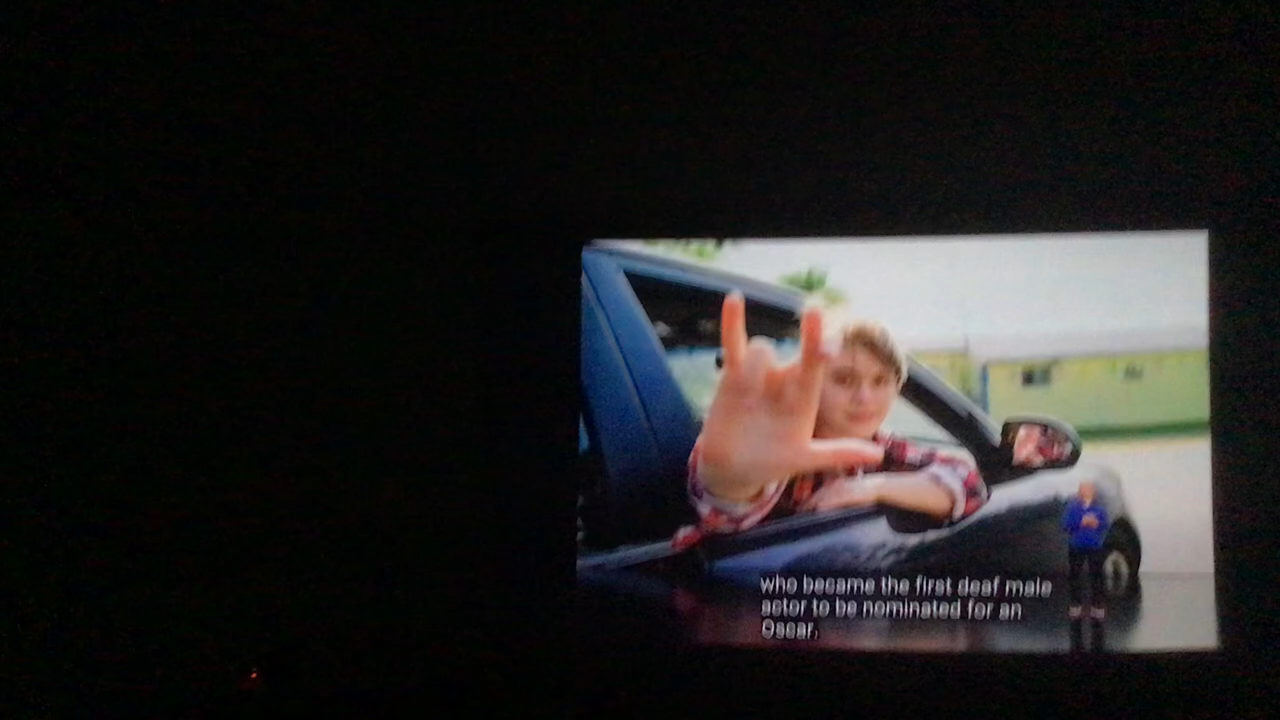 who became the first deaf male
actor to be nominated for an
Oscar,